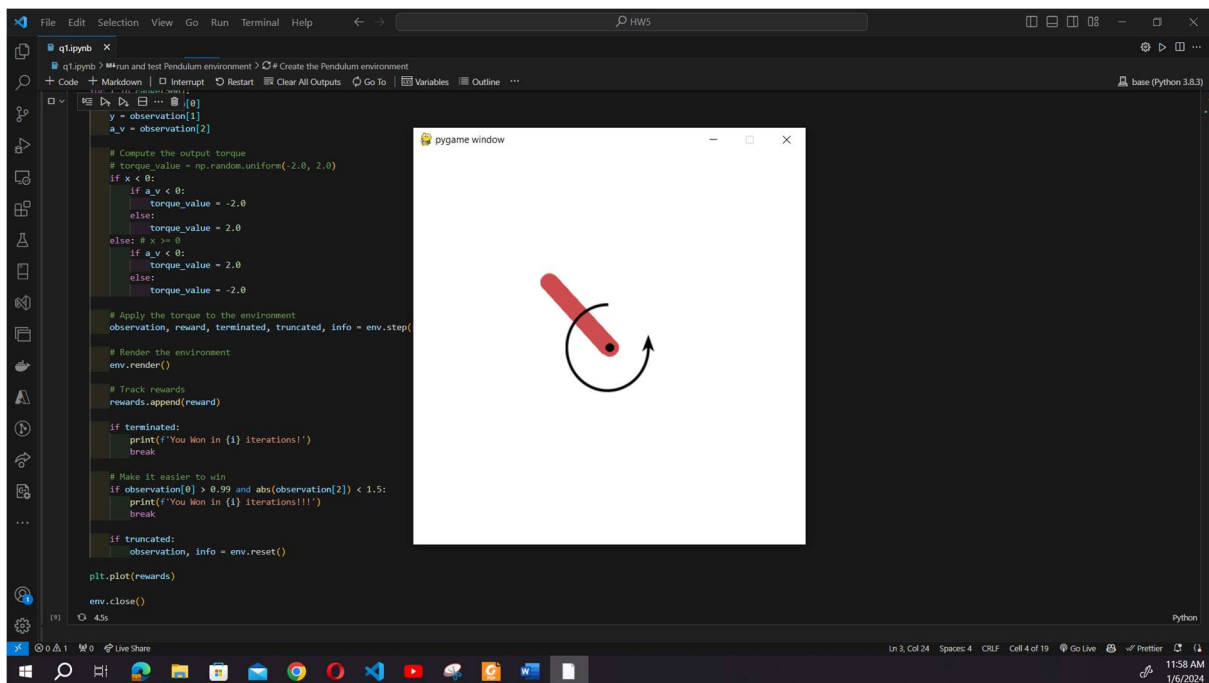 File Edit Selection View Go Run Terminal Help
HW5
q1.ipynb
q1.ipynb > M↓run and test Pendulum environment > # Create the Pendulum environment
+ Code + Markdown | Interrupt Restart Clear All Outputs Go To | Variables Outline ...
base (Python 3.8.3)
[0]
y = observation[1]
a_v = observation[2]
# Compute the output torque
# torque_value = np.random.uniform(-2.0, 2.0)
if x < 0:
if a_v < 0:
torque_value = -2.0
else:
torque_value = 2.0
else: # x >= 0
if a_v < 0:
torque_value = 2.0
else:
torque_value = -2.0
# Apply the torque to the environment
observation, reward, terminated, truncated, info = env.step(
# Render the environment
env.render()
# Track rewards
rewards.append(reward)
if terminated:
print(f'You Won in {i} iterations!')
break
# Make it easier to win
if observation[0] > 0.99 and abs(observation[2]) < 1.5:
print(f'You Won in {i} iterations!!!')
break
if truncated:
observation, info = env.reset()
plt.plot(rewards)
env.close()
[9] 4.5s
Python
pygame window
0 1 0 Live Share
Ln 3, Col 24 Spaces: 4 CRLF Cell 4 of 19 Go Live Prettier
11:58 AM
1/6/2024